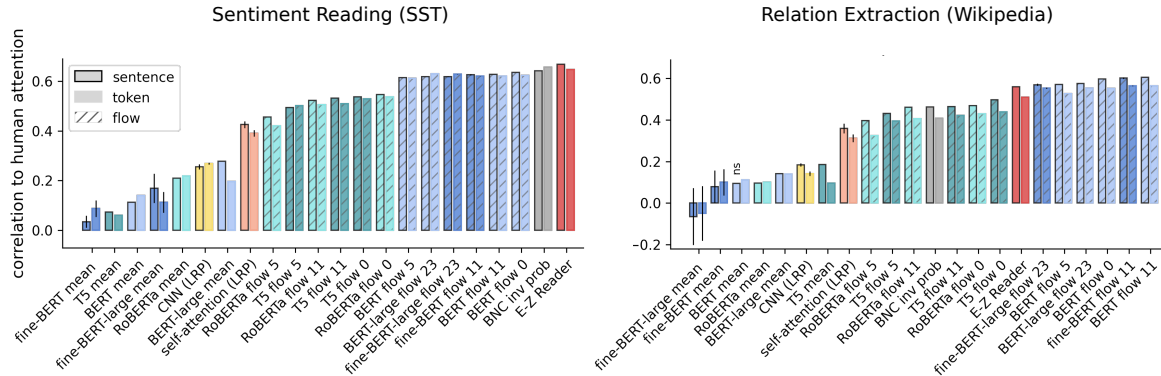 Sentiment Reading (SST)
correlation to human attention
0.6
0.4
0.2
0.0
sentence
token
flow
fine-BERT mean
T5 mean
BERT mean
fine-BERT-large mean
RoBERTa mean
CNN (LRP)
BERT-large mean
self-attention (LRP)
RoBERTa flow 5
T5 flow 5
RoBERTa flow 11
T5 flow 11
T5 flow 0
RoBERTa flow 0
BERT flow 5
BERT-large flow 23
fine-BERT-large flow 23
fine-BERT flow 11
BERT flow 11
BERT flow 0
BNC inv prob
E-Z Reader
Relation Extraction (Wikipedia)
0.6
0.4
0.2
0.0
−0.2
ns
fine-BERT-large mean
fine-BERT mean
BERT mean
RoBERTa mean
BERT-large mean
CNN (LRP)
T5 mean
self-attention (LRP)
RoBERTa flow 5
T5 flow 5
RoBERTa flow 11
BNC inv prob
T5 flow 11
RoBERTa flow 0
T5 flow 0
E-Z Reader
fine-BERT-large flow 23
BERT flow 5
BERT-large flow 23
BERT flow 0
fine-BERT flow 11
BERT flow 11